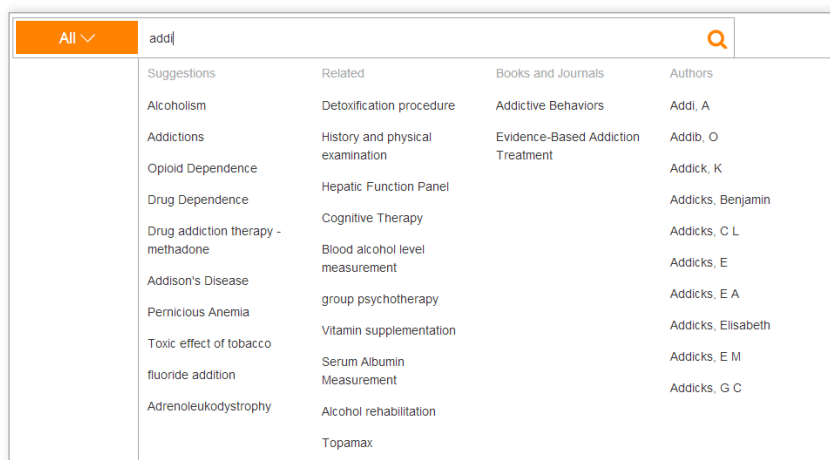 All
addi
Suggestions
Alcoholism
Addictions
Opioid Dependence
Drug Dependence
Drug addiction therapy -
methadone
Addison's Disease
Pernicious Anemia
Toxic effect of tobacco
fluoride addition
Adrenoleukodystrophy
Related
Detoxification procedure
History and physical
examination
Hepatic Function Panel
Cognitive Therapy
Blood alcohol level
measurement
group psychotherapy
Vitamin supplementation
Serum Albumin
Measurement
Alcohol rehabilitation
Topamax
Books and Journals
Addictive Behaviors
Evidence-Based Addiction
Treatment
Authors
Addi, A
Addib, O
Addick, K
Addicks, Benjamin
Addicks, C L
Addicks, E
Addicks, E A
Addicks, Elisabeth
Addicks, E M
Addicks, G C